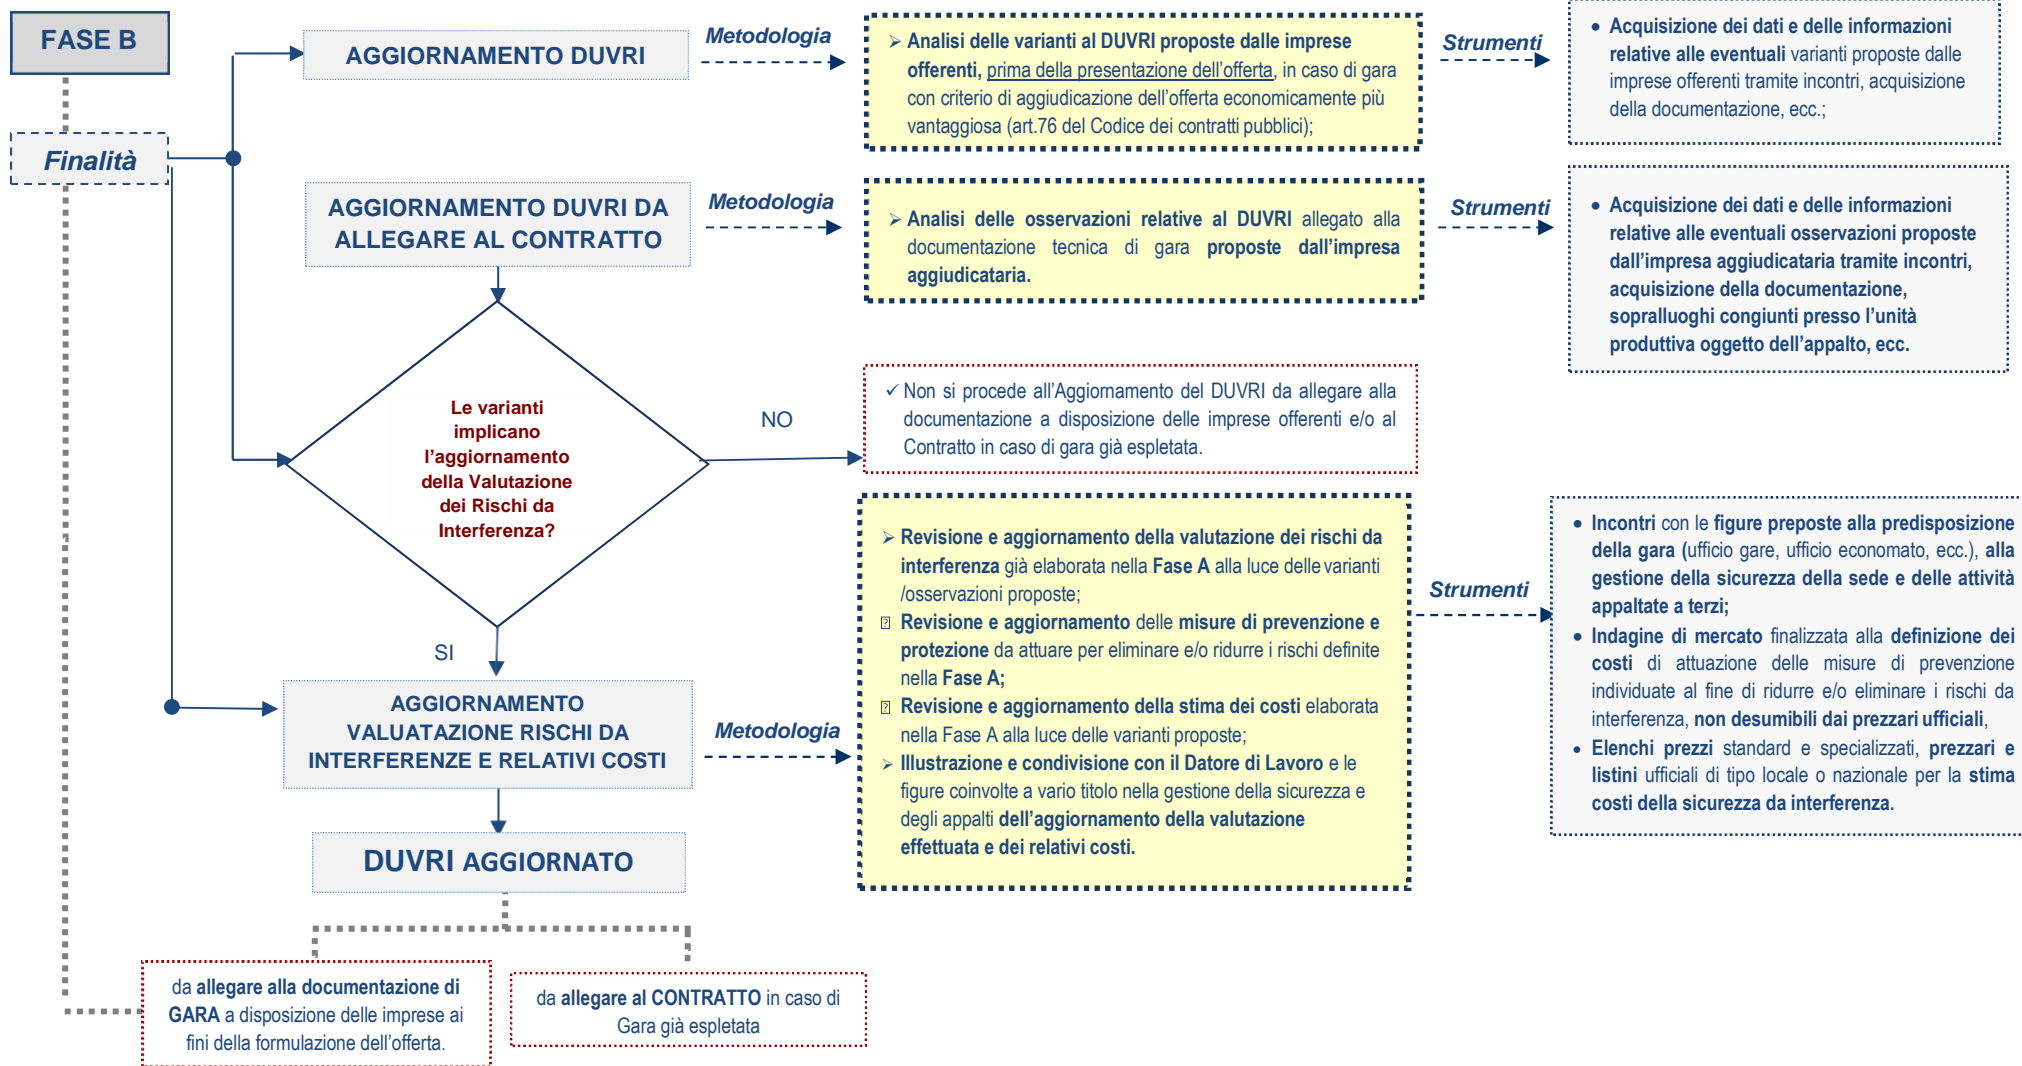 FASE B
Finalità
AGGIORNAMENTO DUVRI
Metodologia
➢ Analisi delle varianti al DUVRI proposte dalle imprese
offerenti, prima della presentazione dell'offerta, in caso di gara
con criterio di aggiudicazione dell'offerta economicamente più
vantaggiosa (art.76 del Codice dei contratti pubblici);
Strumenti
• Acquisizione dei dati e delle informazioni
relative alle eventuali varianti proposte dalle
imprese offerenti tramite incontri, acquisizione
della documentazione, ecc.;
AGGIORNAMENTO DUVRI DA
ALLEGARE AL CONTRATTO
Metodologia
➢ Analisi delle osservazioni relative al DUVRI allegato alla
documentazione tecnica di gara proposte dall'impresa
aggiudicataria.
Strumenti
• Acquisizione dei dati e delle informazioni
relative alle eventuali osservazioni proposte
dall'impresa aggiudicataria tramite incontri,
acquisizione della documentazione,
sopralluoghi congiunti presso l'unità
produttiva oggetto dell'appalto, ecc.
Le varianti
implicano
l'aggiornamento
della Valutazione
dei Rischi da
Interferenza?
NO
✓ Non si procede all'Aggiornamento del DUVRI da allegare alla
documentazione a disposizione delle imprese offerenti e/o al
Contratto in caso di gara già espletata.
SI
AGGIORNAMENTO
VALUATAZIONE RISCHI DA
INTERFERENZE E RELATIVI COSTI
Metodologia
➢ Revisione e aggiornamento della valutazione dei rischi da
interferenza già elaborata nella Fase A alla luce delle varianti
/osservazioni proposte;
⍰ Revisione e aggiornamento delle misure di prevenzione e
protezione da attuare per eliminare e/o ridurre i rischi definite
nella Fase A;
⍰ Revisione e aggiornamento della stima dei costi elaborata
nella Fase A alla luce delle varianti proposte;
➢ Illustrazione e condivisione con il Datore di Lavoro e le
figure coinvolte a vario titolo nella gestione della sicurezza e
degli appalti dell'aggiornamento della valutazione
effettuata e dei relativi costi.
Strumenti
• Incontri con le figure preposte alla predisposizione
della gara (ufficio gare, ufficio economato, ecc.), alla
gestione della sicurezza della sede e delle attività
appaltate a terzi;
• Indagine di mercato finalizzata alla definizione dei
costi di attuazione delle misure di prevenzione
individuate al fine di ridurre e/o eliminare i rischi da
interferenza, non desumibili dai prezzari ufficiali,
• Elenchi prezzi standard e specializzati, prezzari e
listini ufficiali di tipo locale o nazionale per la stima
costi della sicurezza da interferenza.
DUVRI AGGIORNATO
da allegare alla documentazione di
GARA a disposizione delle imprese ai
fini della formulazione dell'offerta.
da allegare al CONTRATTO in caso di
Gara già espletata